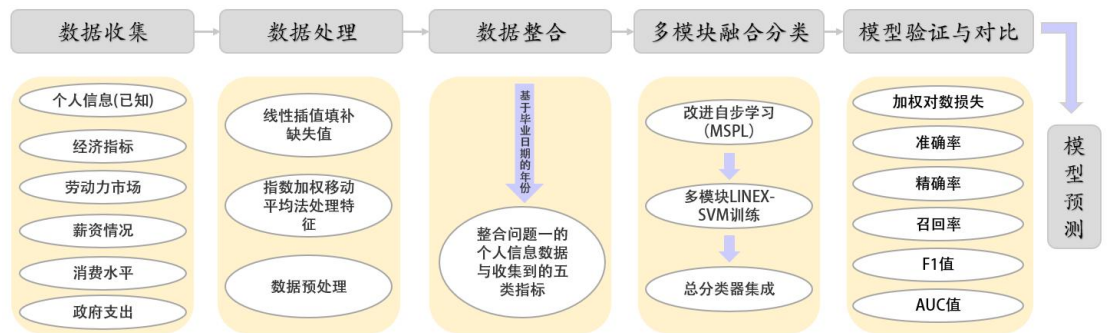 数据收集
数据处理
数据整合
多模块融合分类
模型验证与对比
个人信息(已知)
经济指标
劳动力市场
薪资情况
消费水平
政府支出
线性插值填补
缺失值
指数加权移动
平均法处理特
征
数据预处理
基于毕业日期的年份
整合问题一的
个人信息数据
与收集到的五
类指标
改进自步学习
（MSPL）
多模块LINEX-
SVM训练
总分类器集成
加权对数损失
准确率
精确率
召回率
F1值
AUC值
模型预测